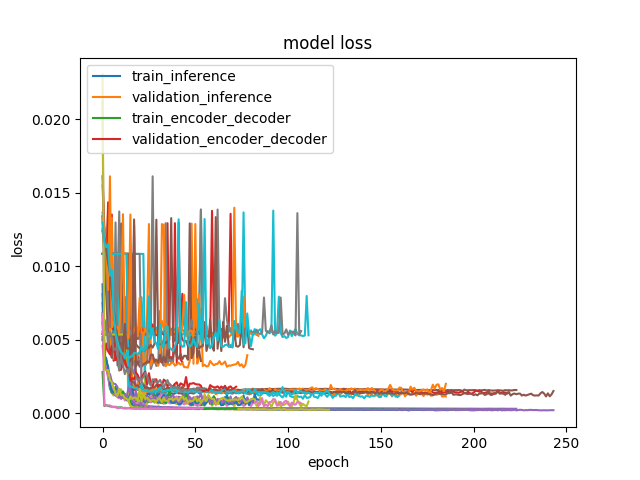 model loss
train_inference
validation_inference
train_encoder_decoder
validation_encoder_decoder
0.020
0.015
0.010
0.005
0.000
loss
0
50
100
150
200
250
epoch